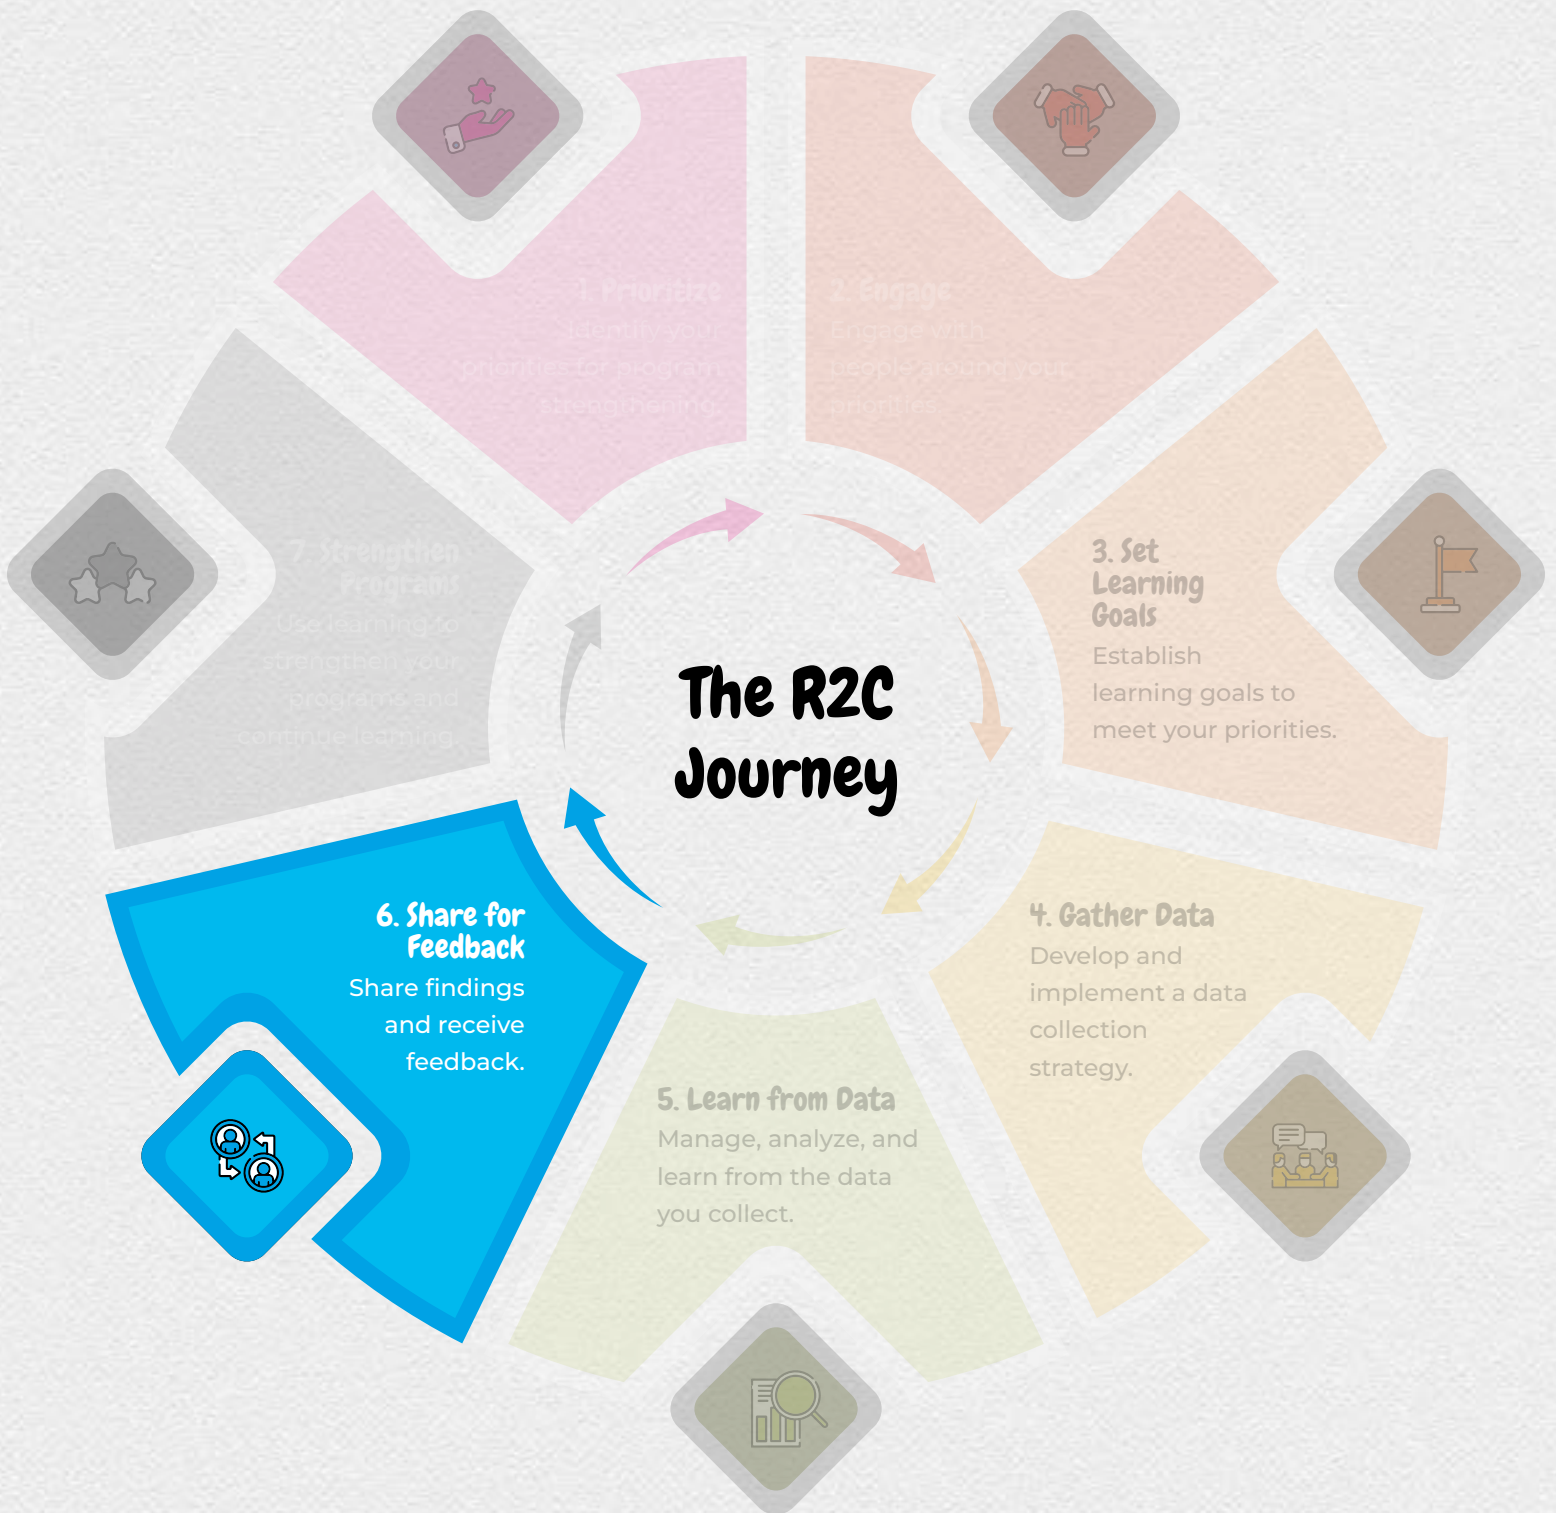 The R2C
Journey
1. Prioritize
Identify your
priorities for program
strengthening.
2. Engage
Engage with
people around your
priorities.
3. Set
Learning
Goals
Establish
learning goals to
meet your priorities.
4. Gather Data
Develop and
implement a data
collection
strategy.
5. Learn from Data
Manage, analyze, and
learn from the data
you collect.
6. Share for
Feedback
Share findings
and receive
feedback.
7. Strengthen
Programs
Use learning to
strengthen your
program and
continue learning.